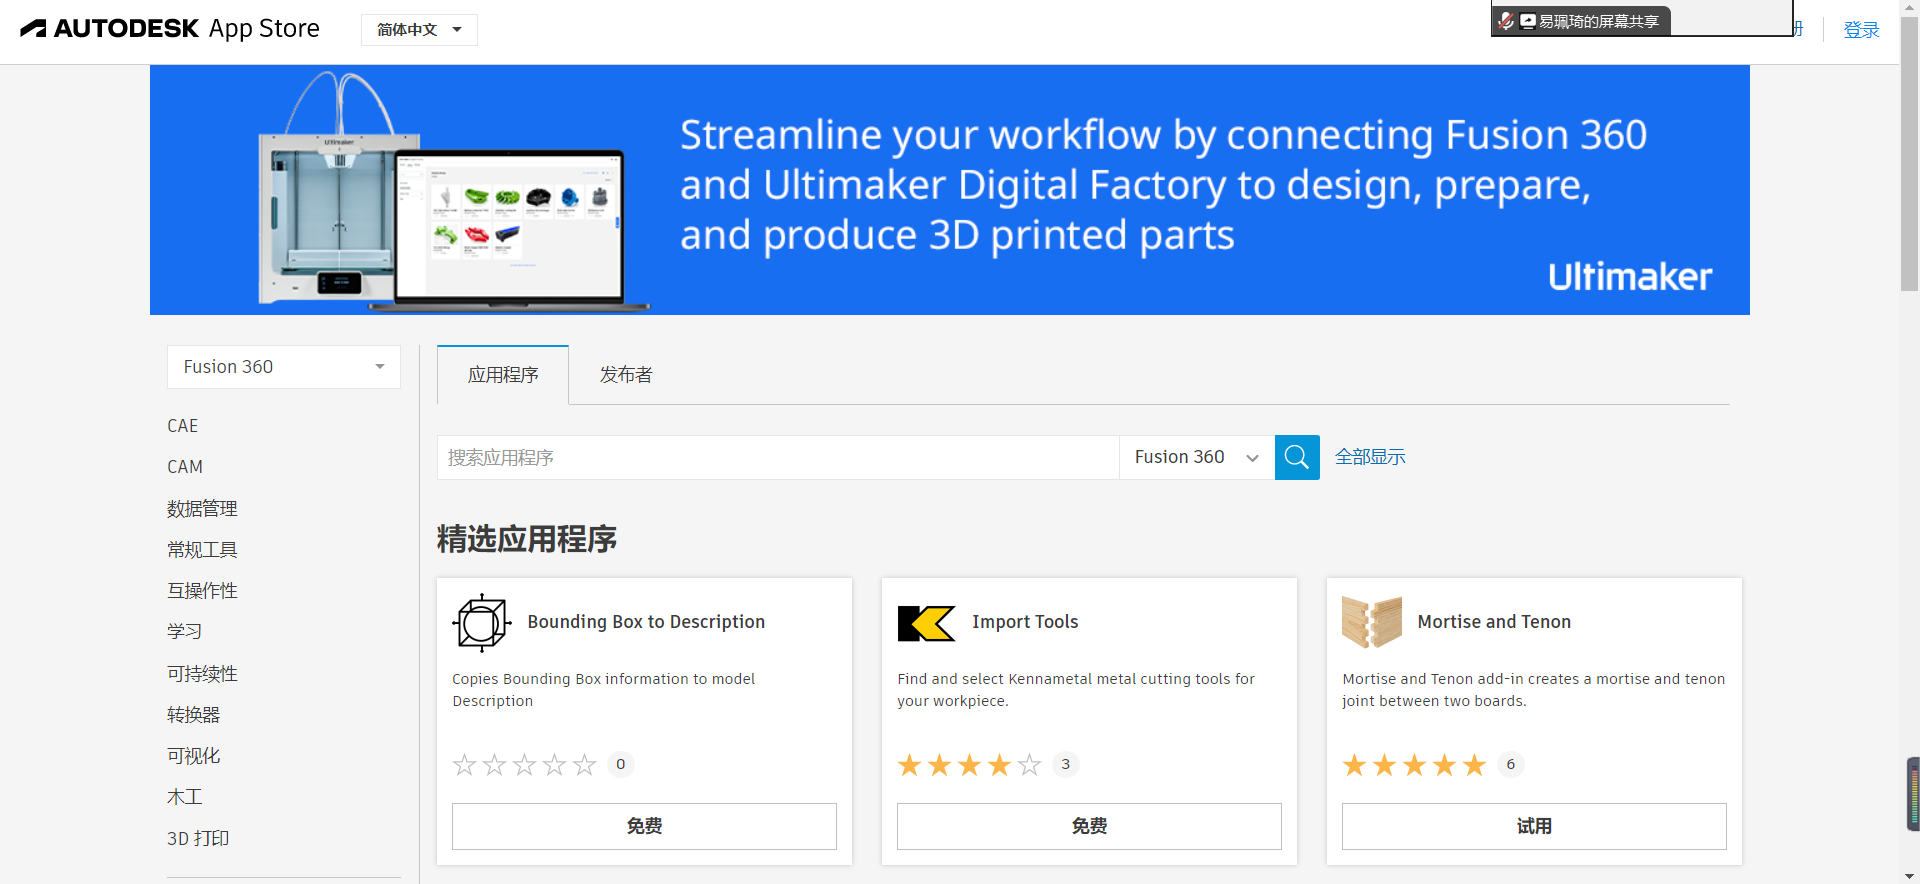 AUTODESK App Store
简体中文
易珮琦的屏幕共享
册
登录
Ultimaker
Streamline your workflow by connecting Fusion 360
and Ultimaker Digital Factory to design, prepare,
and produce 3D printed parts
Ultimaker
Fusion 360
CAE
CAM
数据管理
常规工具
互操作性
学习
可持续性
转换器
可视化
木工
3D 打印
应用程序
发布者
搜索应用程序
Fusion 360
全部显示
精选应用程序
Bounding Box to Description
Copies Bounding Box information to model
Description
0
免费
Import Tools
Find and select Kennametal metal cutting tools for
your workpiece.
3
免费
Mortise and Tenon
Mortise and Tenon add-in creates a mortise and tenon
joint between two boards.
6
试用